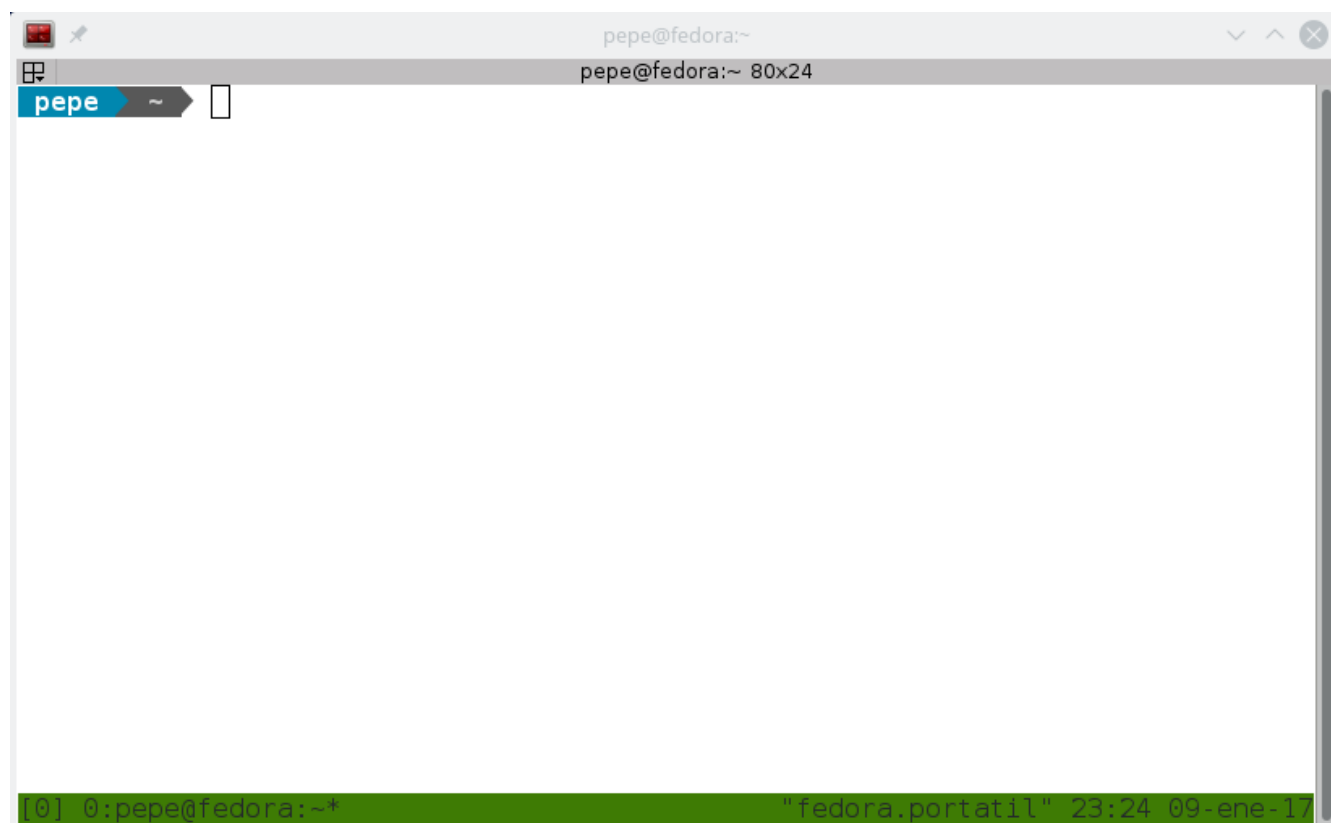 pepe@fedora:~
pepe@fedora:~ 80x24
pepe ~
[0] 0:pepe@fedora:~* "fedora.portatil" 23:24 09-ene-17